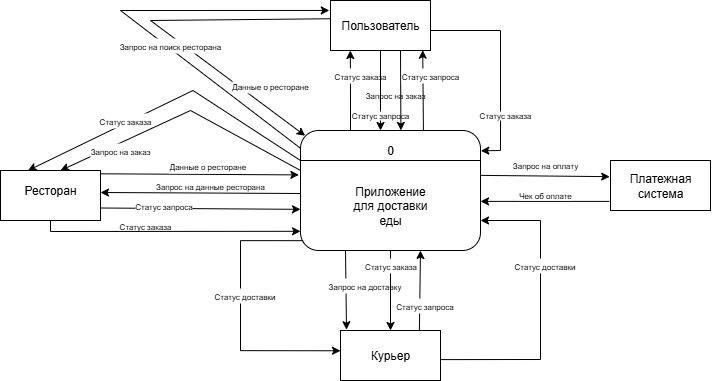 Пользователь
Запрос на поиск ресторана
Данные о ресторане
Статус заказа
Статус запроса
Запрос на заказ
Статус запроса
Статус заказа
Статус заказа
Запрос на заказ
0
Приложение
для доставки
еды
Ресторан
Данные о ресторане
Запрос на данные ресторана
Статус запроса
Статус заказа
Запрос на оплату
Чек об оплате
Платежная
система
Статус доставки
Статус заказа
Запрос на доставку
Статус запроса
Статус доставки
Курьер